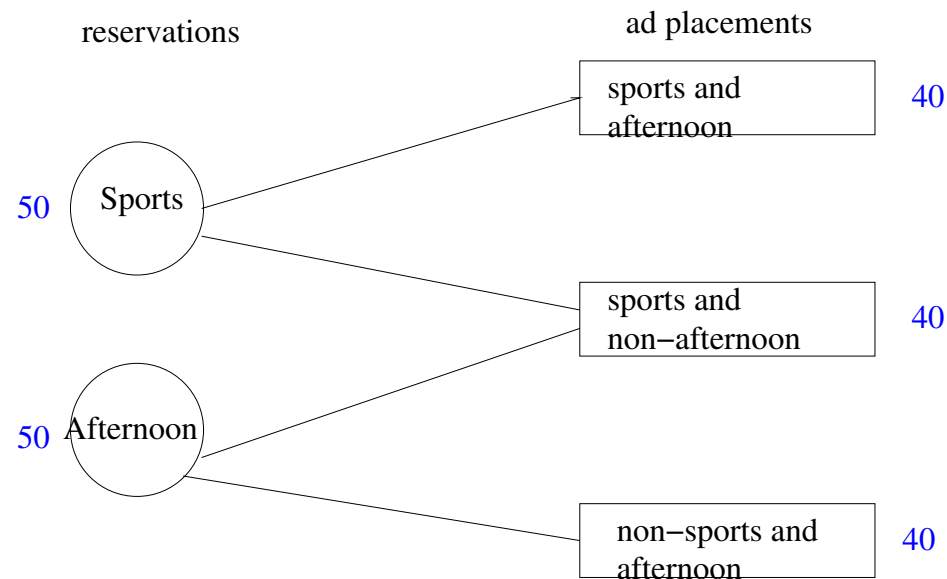 reservations
ad placements
sports and
afternoon
40
50
Sports
sports and
non−afternoon
40
50
Afternoon
non−sports and
afternoon
40